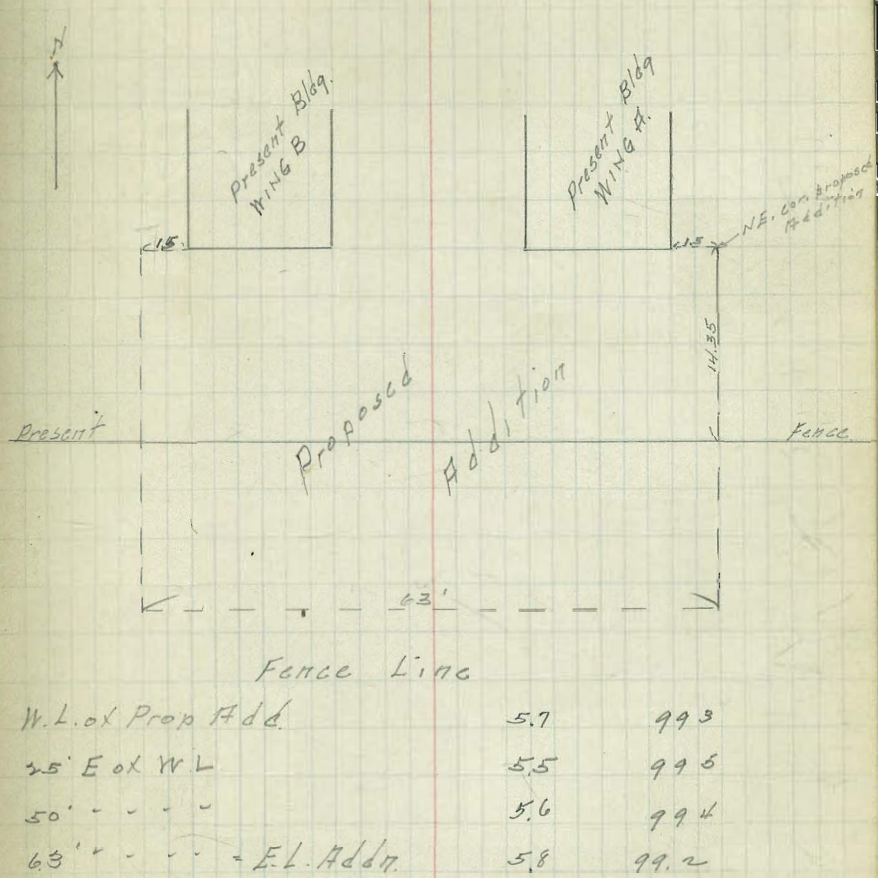 N
Present Bldg.
WING B
Present Bldg
WING A.
NE. cor. proposed
Addition
15
15
14.35
Proposed Addition
Present Fence
63'
Fence Line
W.L. of Prop Add. 5.7 99 3
25' E of W L 5.5 99 5
50' " " " " 5.6 99 4
63' " " " " = E.L. Addn. 5.8 99.2